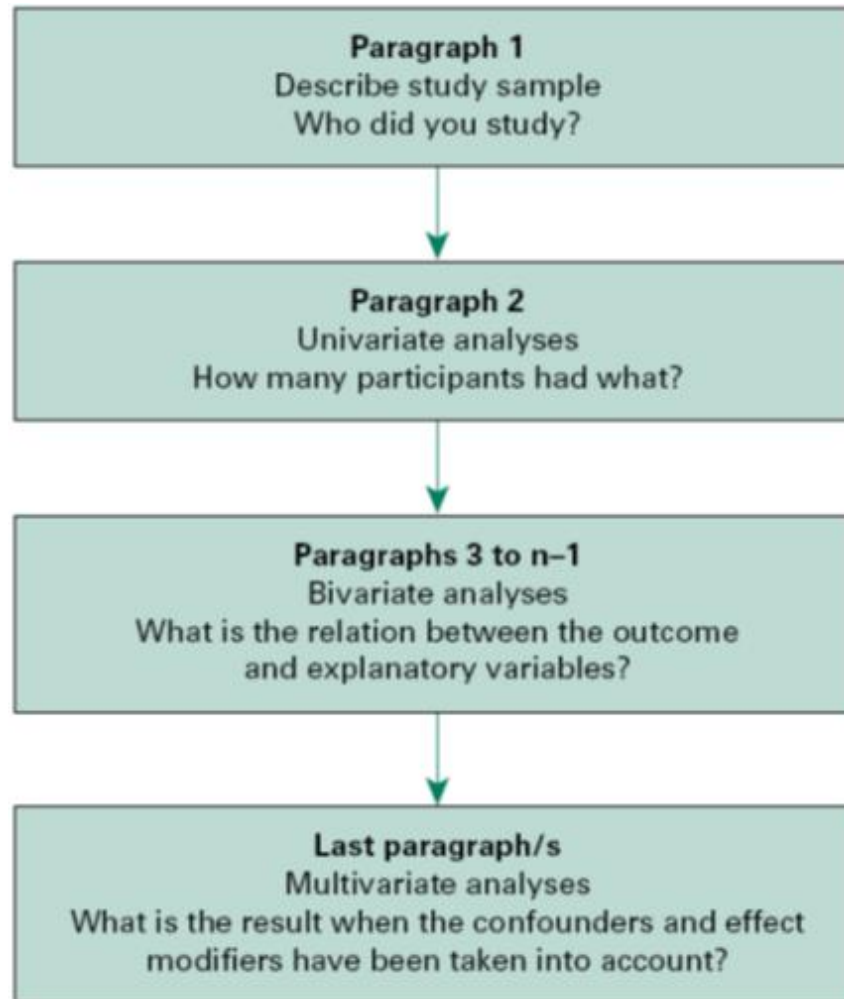 Paragraph 1
Describe study sample
Who did you study?
Paragraph 2
Univariate analyses
How many participants had what?
Paragraphs 3 to n–1
Bivariate analyses
What is the relation between the outcome
and explanatory variables?
Last paragraph/s
Multivariate analyses
What is the result when the confounders and effect
modifiers have been taken into account?